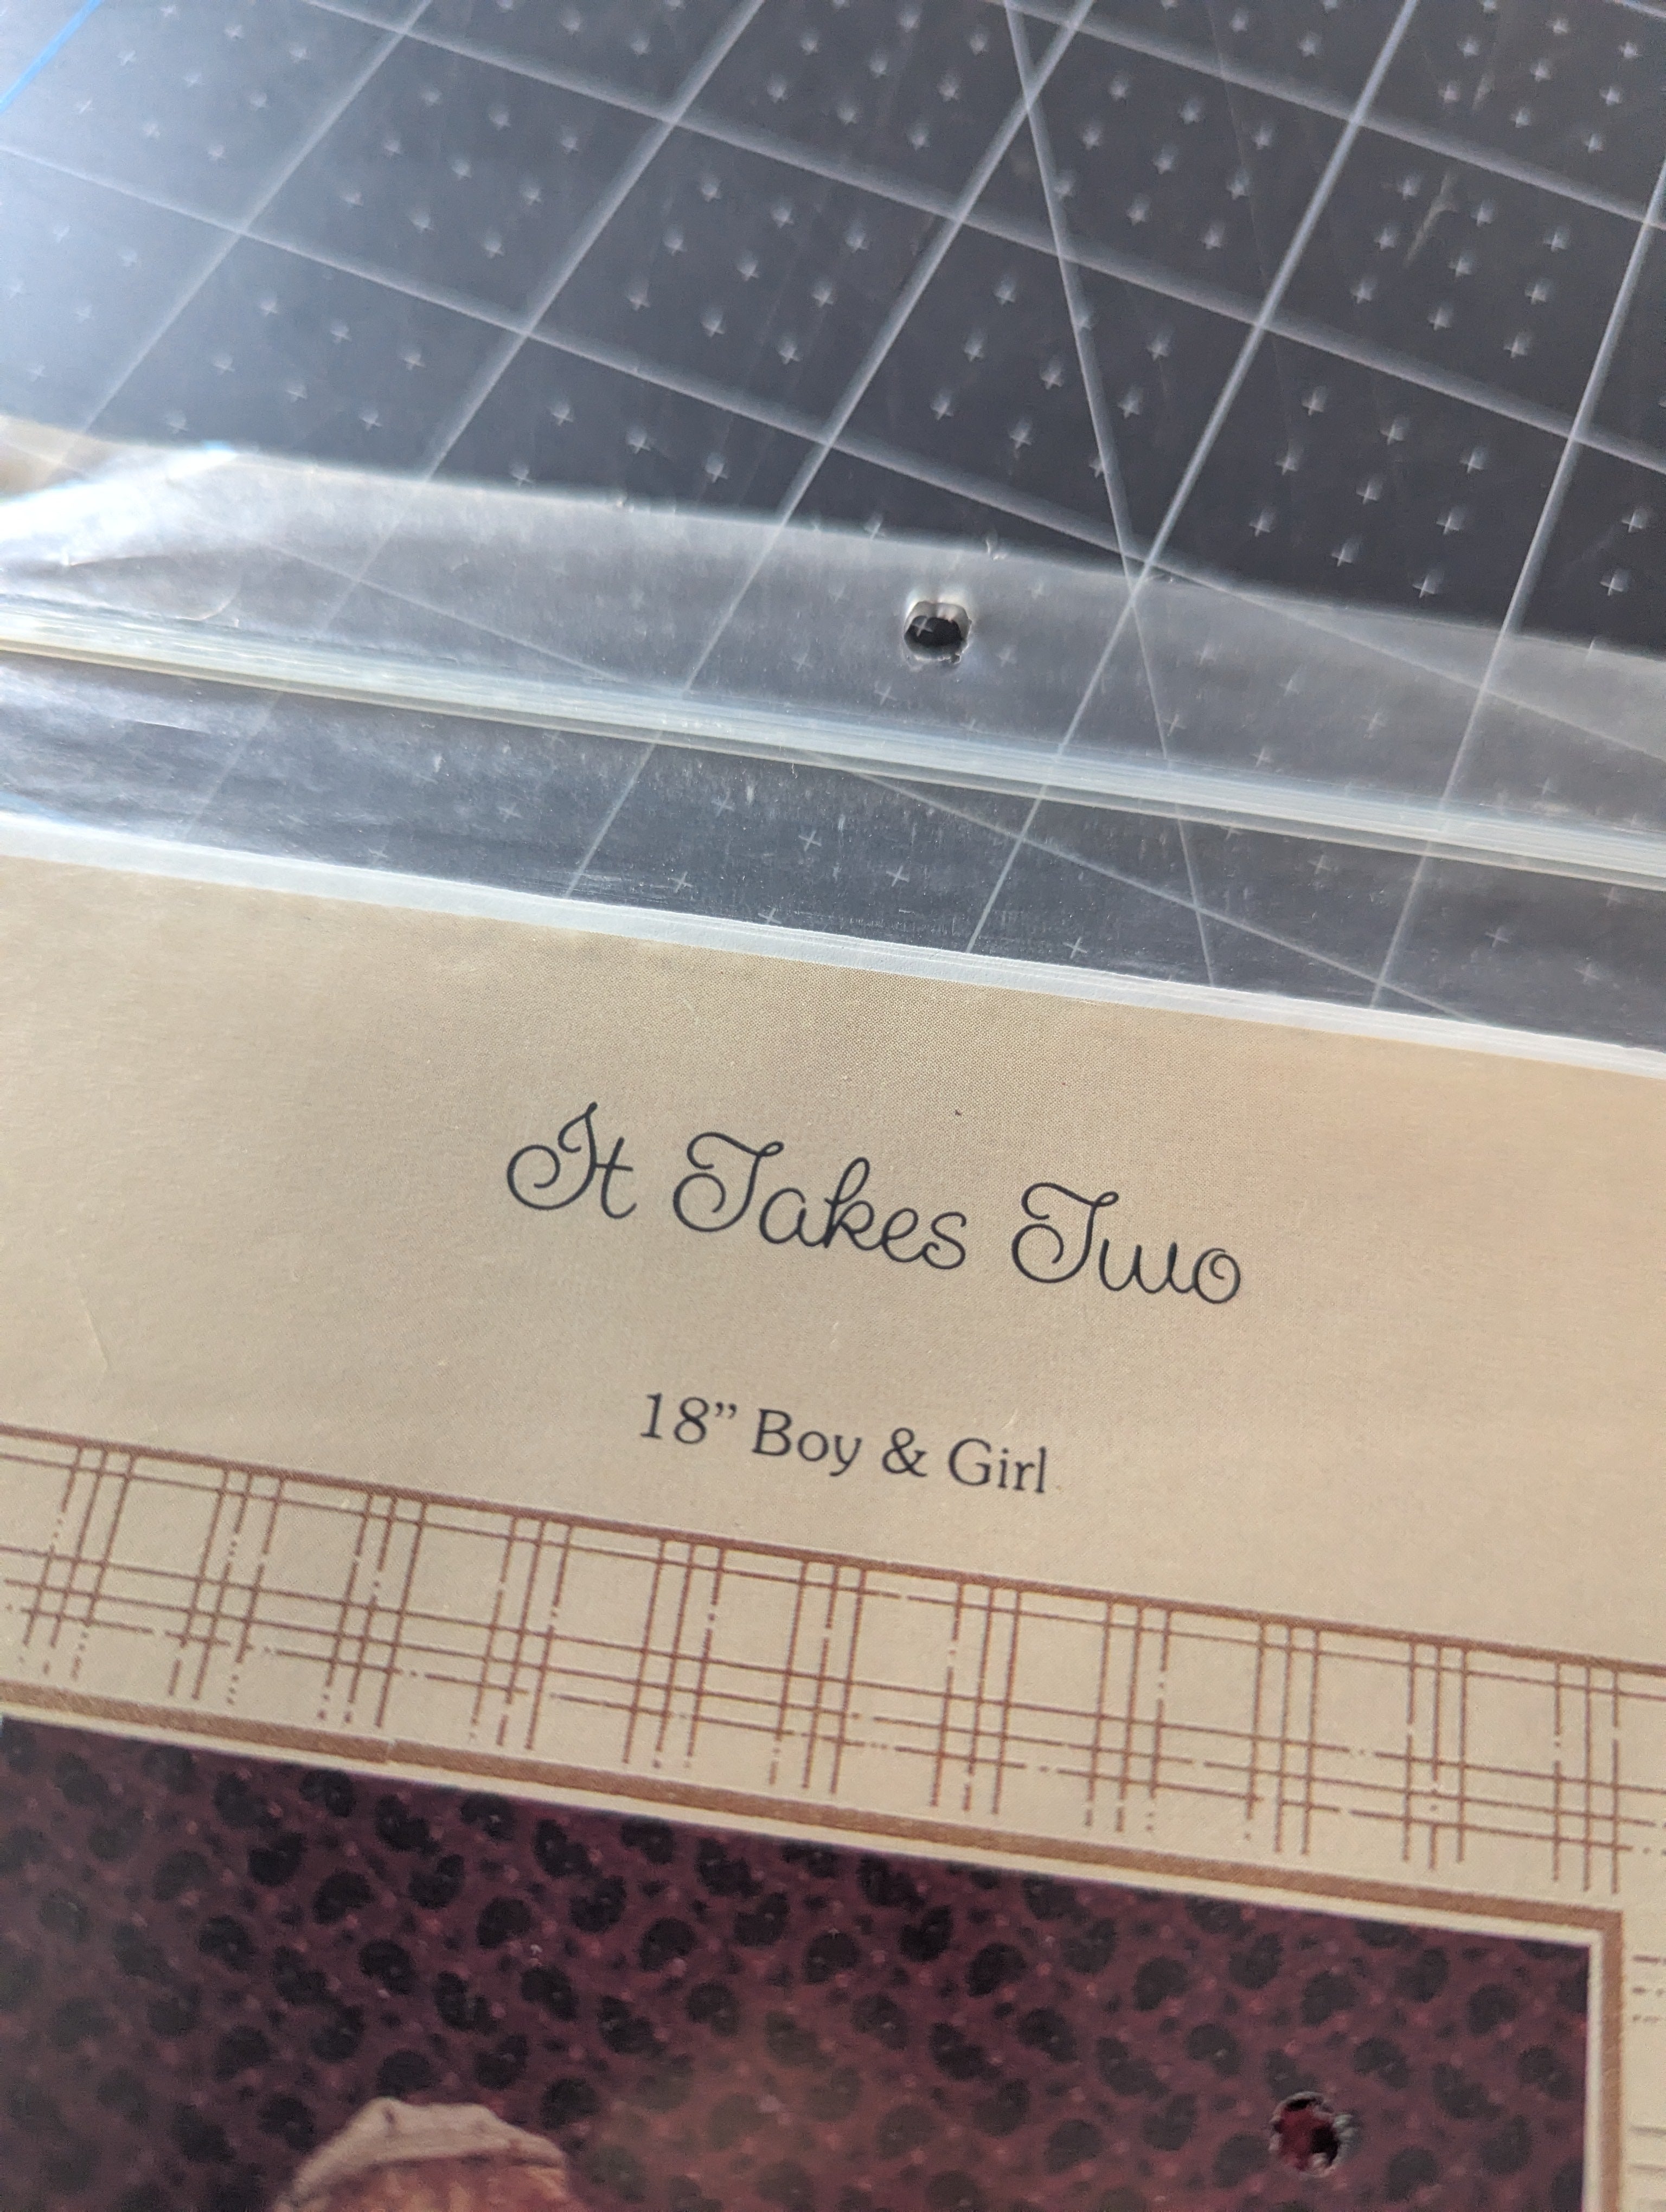 It Takes Two
18” Boy & Girl